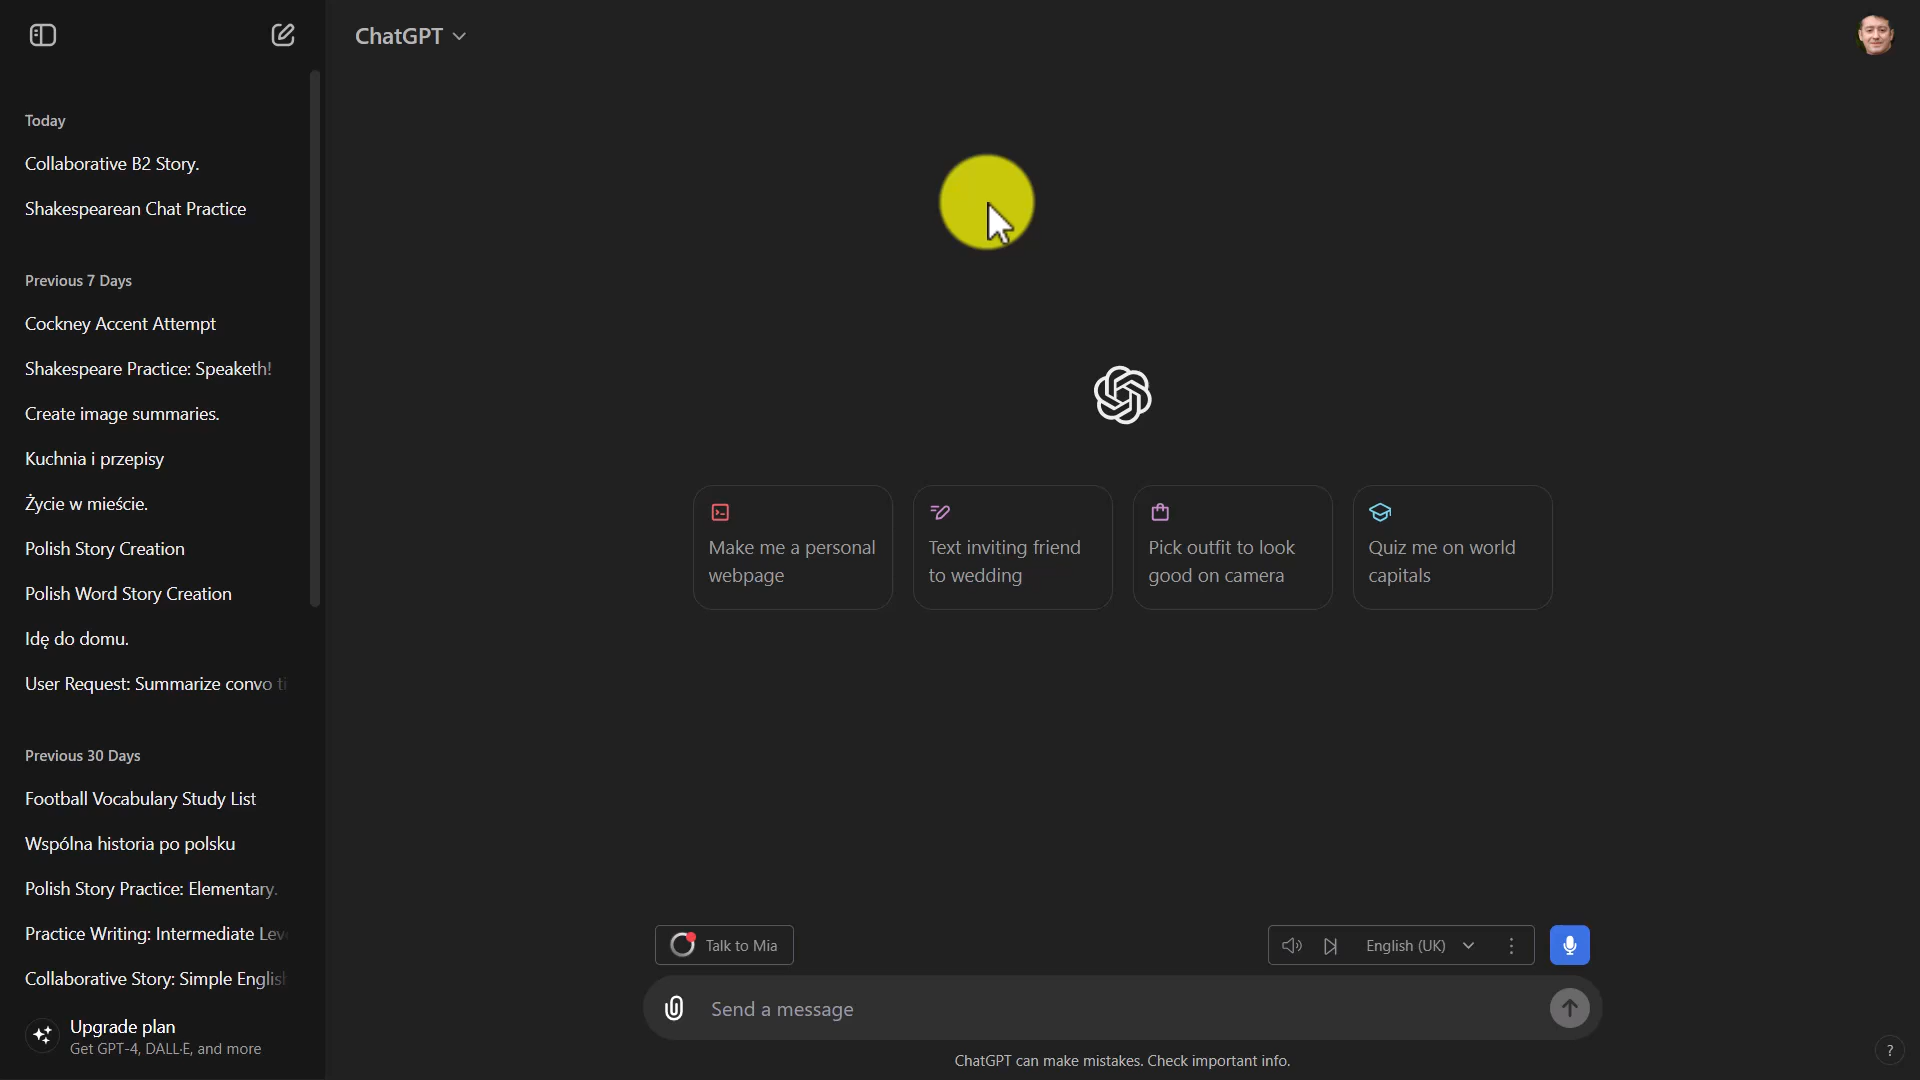 ChatGPT
Today
Collaborative B2 Story.
Shakespearean Chat Practice
Previous 7 Days
Cockney Accent Attempt
Shakespeare Practice: Speaketh!
Create image summaries.
Kuchnia i przepisy
Życie w mieście.
Polish Story Creation
Polish Word Story Creation
Idę do domu.
User Request: Summarize convo ti
Previous 30 Days
Football Vocabulary Study List
Wspólna historia po polsku
Polish Story Practice: Elementary.
Practice Writing: Intermediate Leve
Collaborative Story: Simple English
Upgrade plan
Get GPT-4, DALL·E, and more
Make me a personal
webpage
Text inviting friend
to wedding
Pick outfit to look
good on camera
Quiz me on world
capitals
Talk to Mia
English (UK)
Send a message
ChatGPT can make mistakes. Check important info.
?